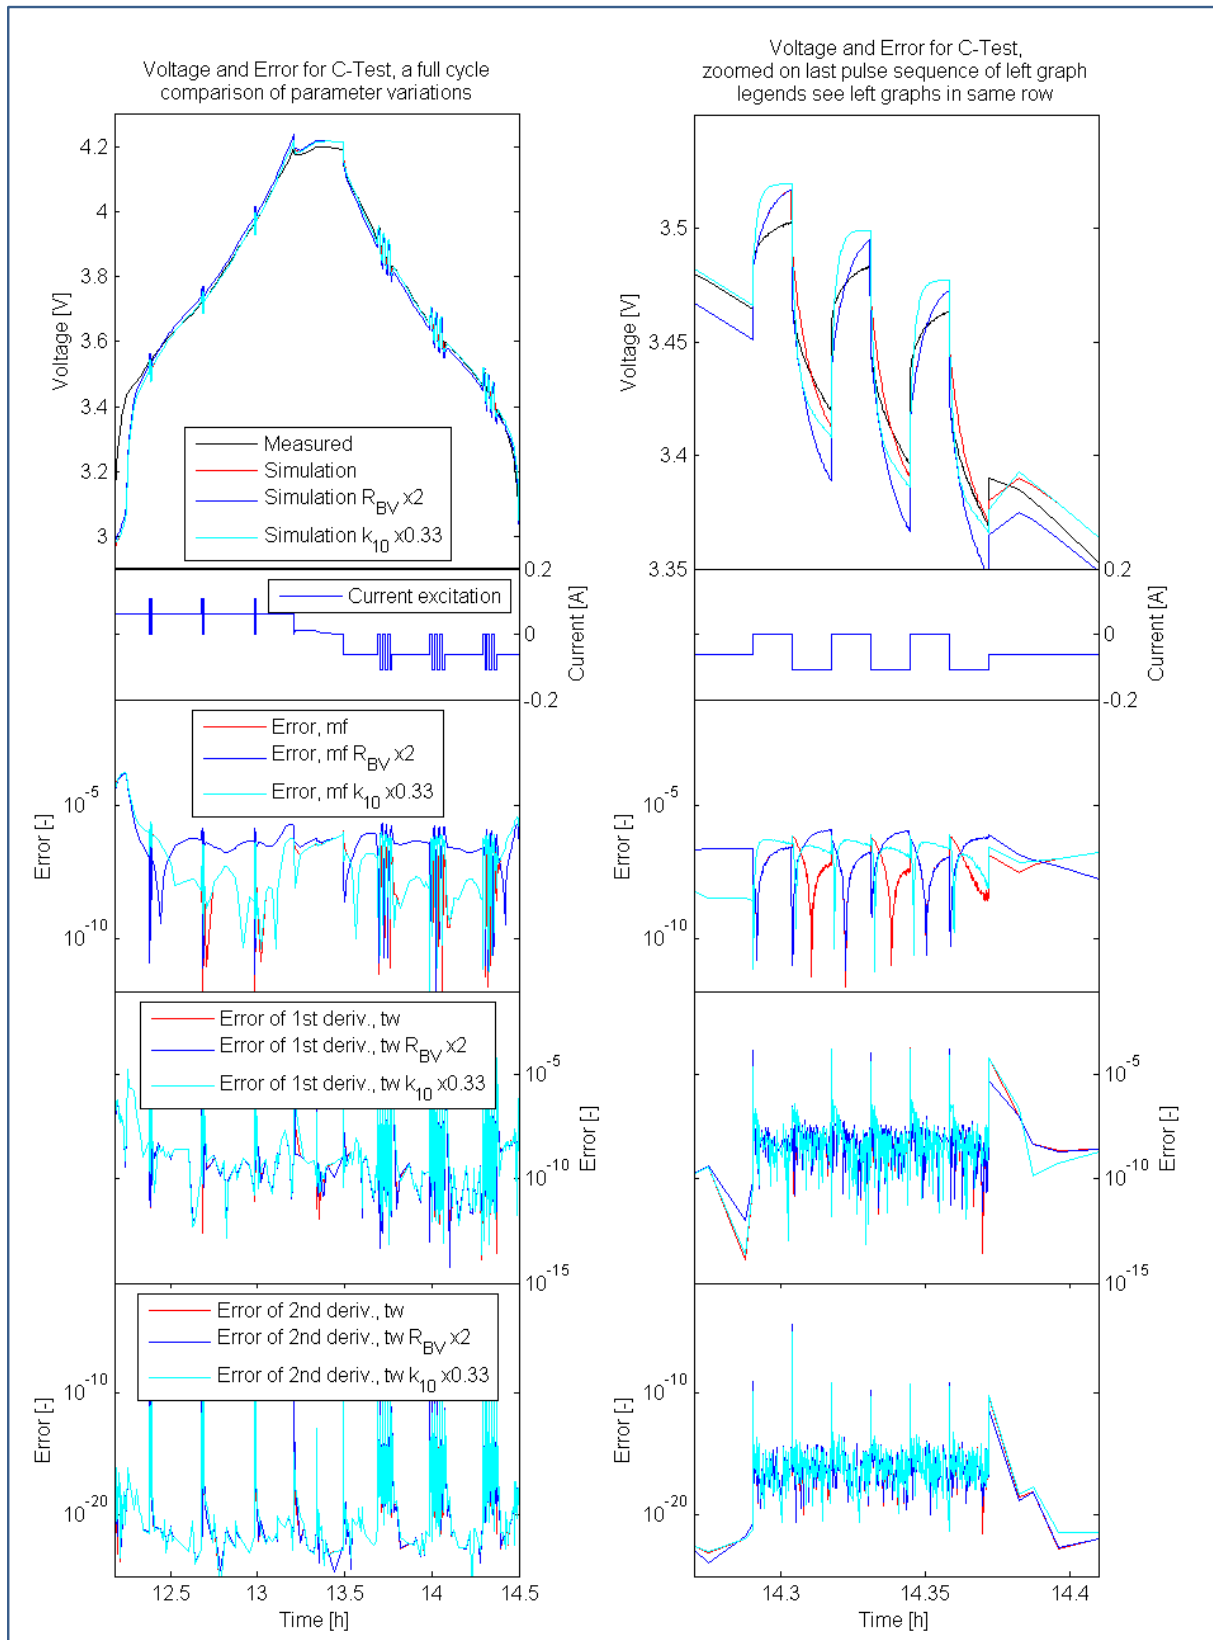 Voltage and Error for C-Test, a full cycle
comparison of parameter variations
Voltage and Error for C-Test,
zoomed on last pulse sequence of left graph
legends see left graphs in same row
4.2
4
3.8
3.6
3.4
3.2
3
Voltage [V]
Measured
Simulation
Simulation R_BV x2
Simulation k_10 x0.33
3.5
3.45
3.4
3.35
Voltage [V]
0.2
0
-0.2
Current [A]
Current excitation
0.2
0
-0.2
Current [A]
Error, mf
Error, mf R_BV x2
Error, mf k_10 x0.33
10^-5
10^-10
Error [-]
10^-5
10^-10
Error [-]
Error of 1st deriv., tw
Error of 1st deriv., tw R_BV x2
Error of 1st deriv., tw k_10 x0.33
10^-5
10^-10
10^-15
Error [-]
10^-5
10^-10
10^-15
Error [-]
Error of 2nd deriv., tw
Error of 2nd deriv., tw R_BV x2
Error of 2nd deriv., tw k_10 x0.33
10^-10
10^-20
Error [-]
10^-10
10^-20
Error [-]
12.5 13 13.5 14 14.5
Time [h]
14.3 14.35 14.4
Time [h]